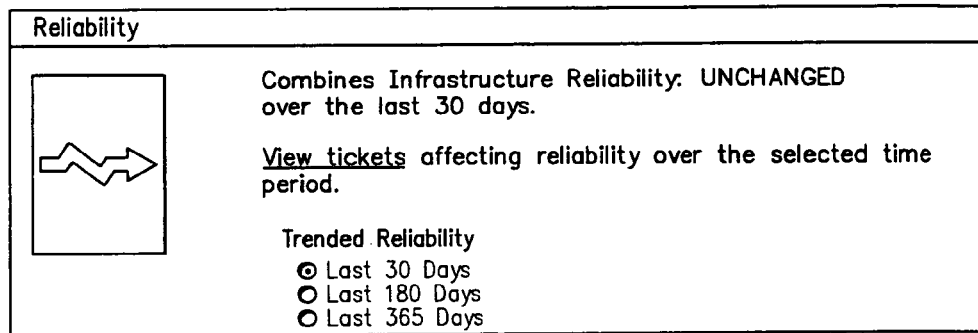 Reliability
Combines Infrastructure Reliability: UNCHANGED
over the last 30 days.
View tickets affecting reliability over the selected time
period.
Trended Reliability
Last 30 Days
Last 180 Days
Last 365 Days